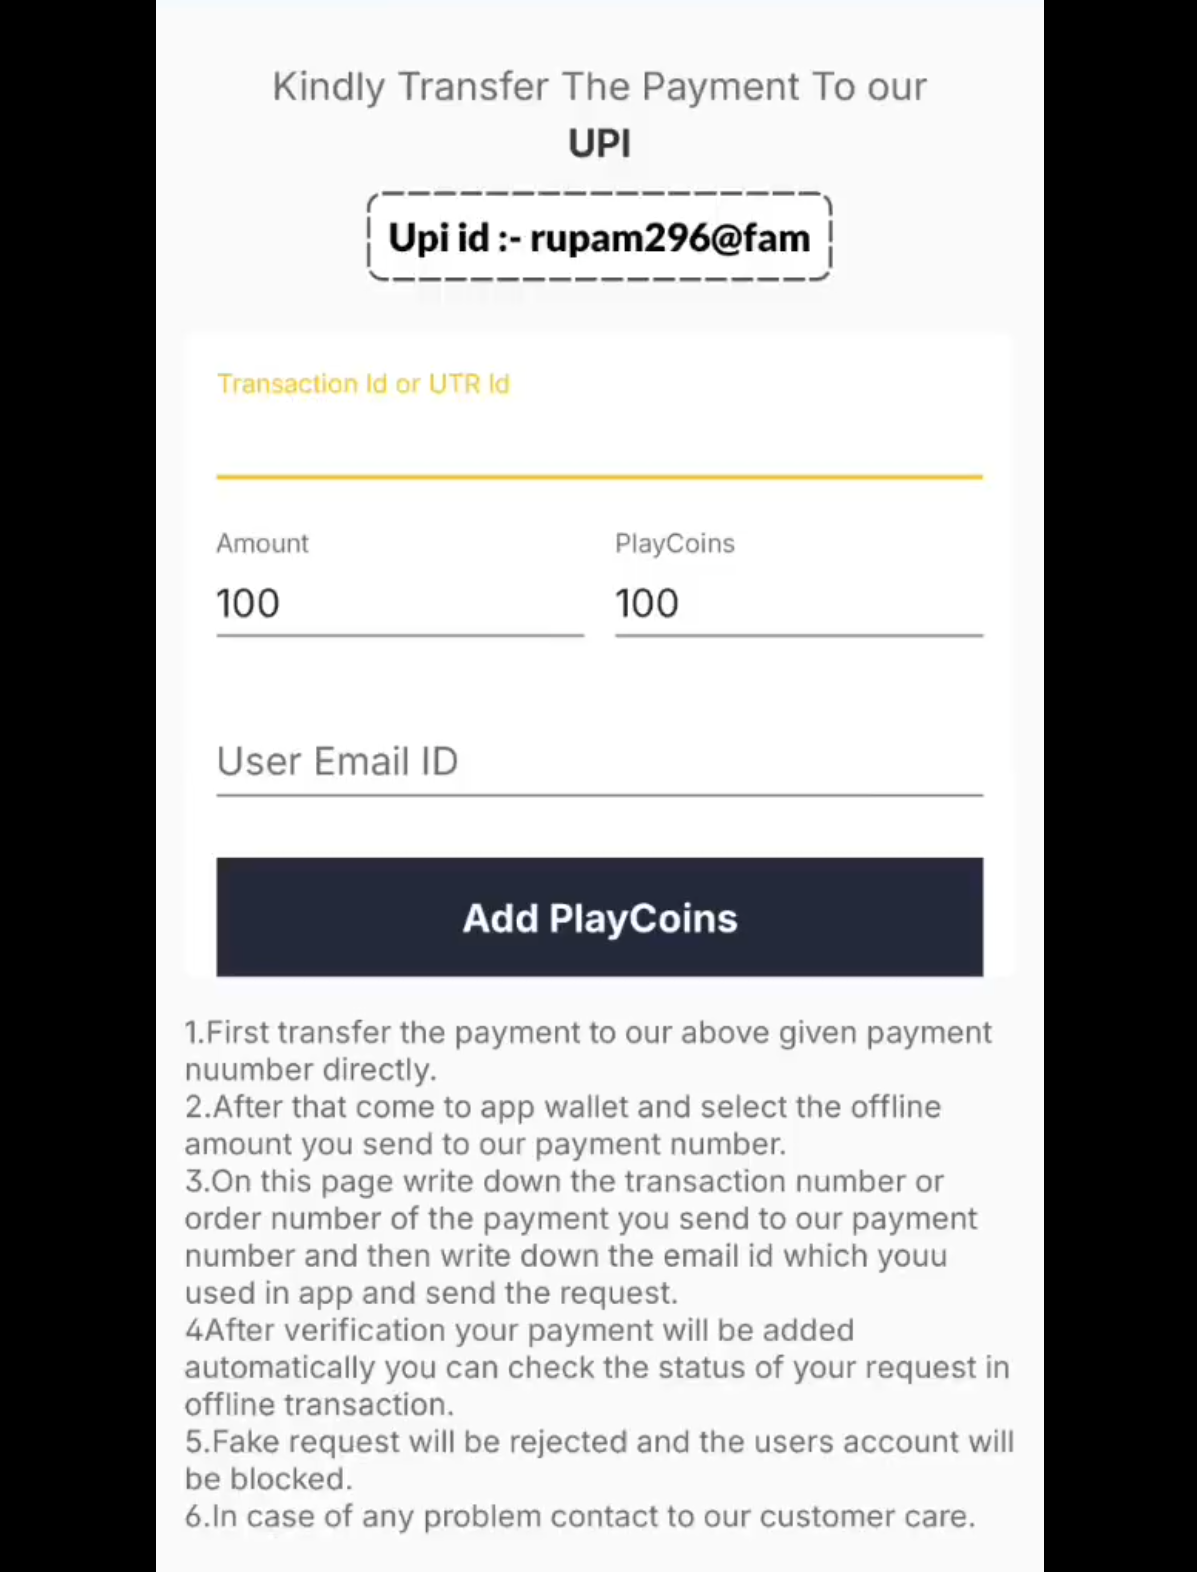 Kindly Transfer The Payment To our
UPI
Upi id :- rupam296@fam
Transaction Id or UTR Id
Amount
PlayCoins
100
100
User Email ID
Add PlayCoins
1.First transfer the payment to our above given payment
nuumber directly.
2.After that come to app wallet and select the offline
amount you send to our payment number.
3.On this page write down the transaction number or
order number of the payment you send to our payment
number and then write down the email id which youu
used in app and send the request.
4After verification your payment will be added
automatically you can check the status of your request in
offline transaction.
5.Fake request will be rejected and the users account will
be blocked.
6.In case of any problem contact to our customer care.